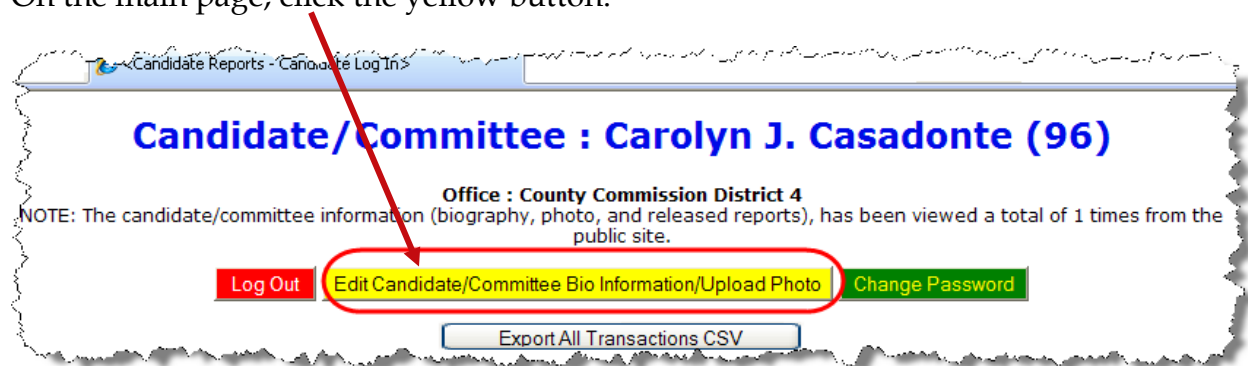 On the main page, click the yellow button.
Candidate Reports - Candidate Log In
Candidate/Committee : Carolyn J. Casadonte (96)
Office : County Commission District 4
NOTE: The candidate/committee information (biography, photo, and released reports), has been viewed a total of 1 times from the
public site.
Log Out Edit Candidate/Committee Bio Information/Upload Photo Change Password
Export All Transactions CSV